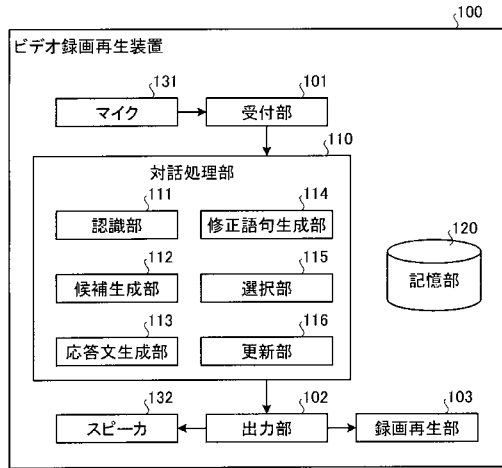 100
ビデオ録画再生装置
131
101
マイク
受付部
110
対話処理部
111
114
認識部
修正語句生成部
112
115
120
候補生成部
選択部
記憶部
113
116
応答文生成部
更新部
132
102
103
スピーカ
出力部
録画再生部